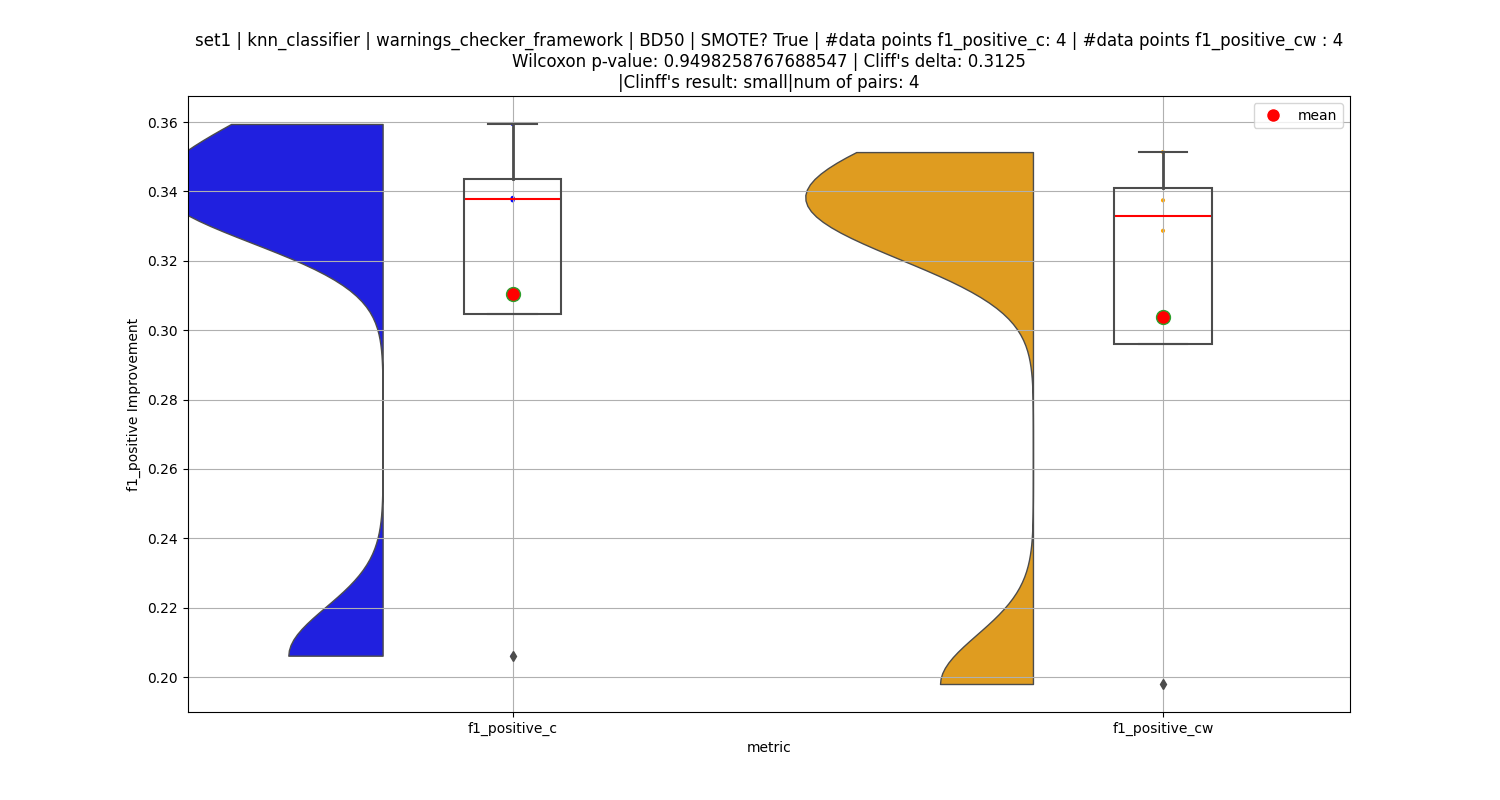 set1 | knn_classifier | warnings_checker_framework | BD50 | SMOTE? True | #data points f1_positive_c: 4 | #data points f1_positive_cw : 4
Wilcoxon p-value: 0.9498258767688547 | Cliff's delta: 0.3125
|Clinff's result: small|num of pairs: 4
mean
0.36
0.34
0.32
0.30
0.28
0.26
0.24
0.22
0.20
f1_positive Improvement
f1_positive_c
f1_positive_cw
metric